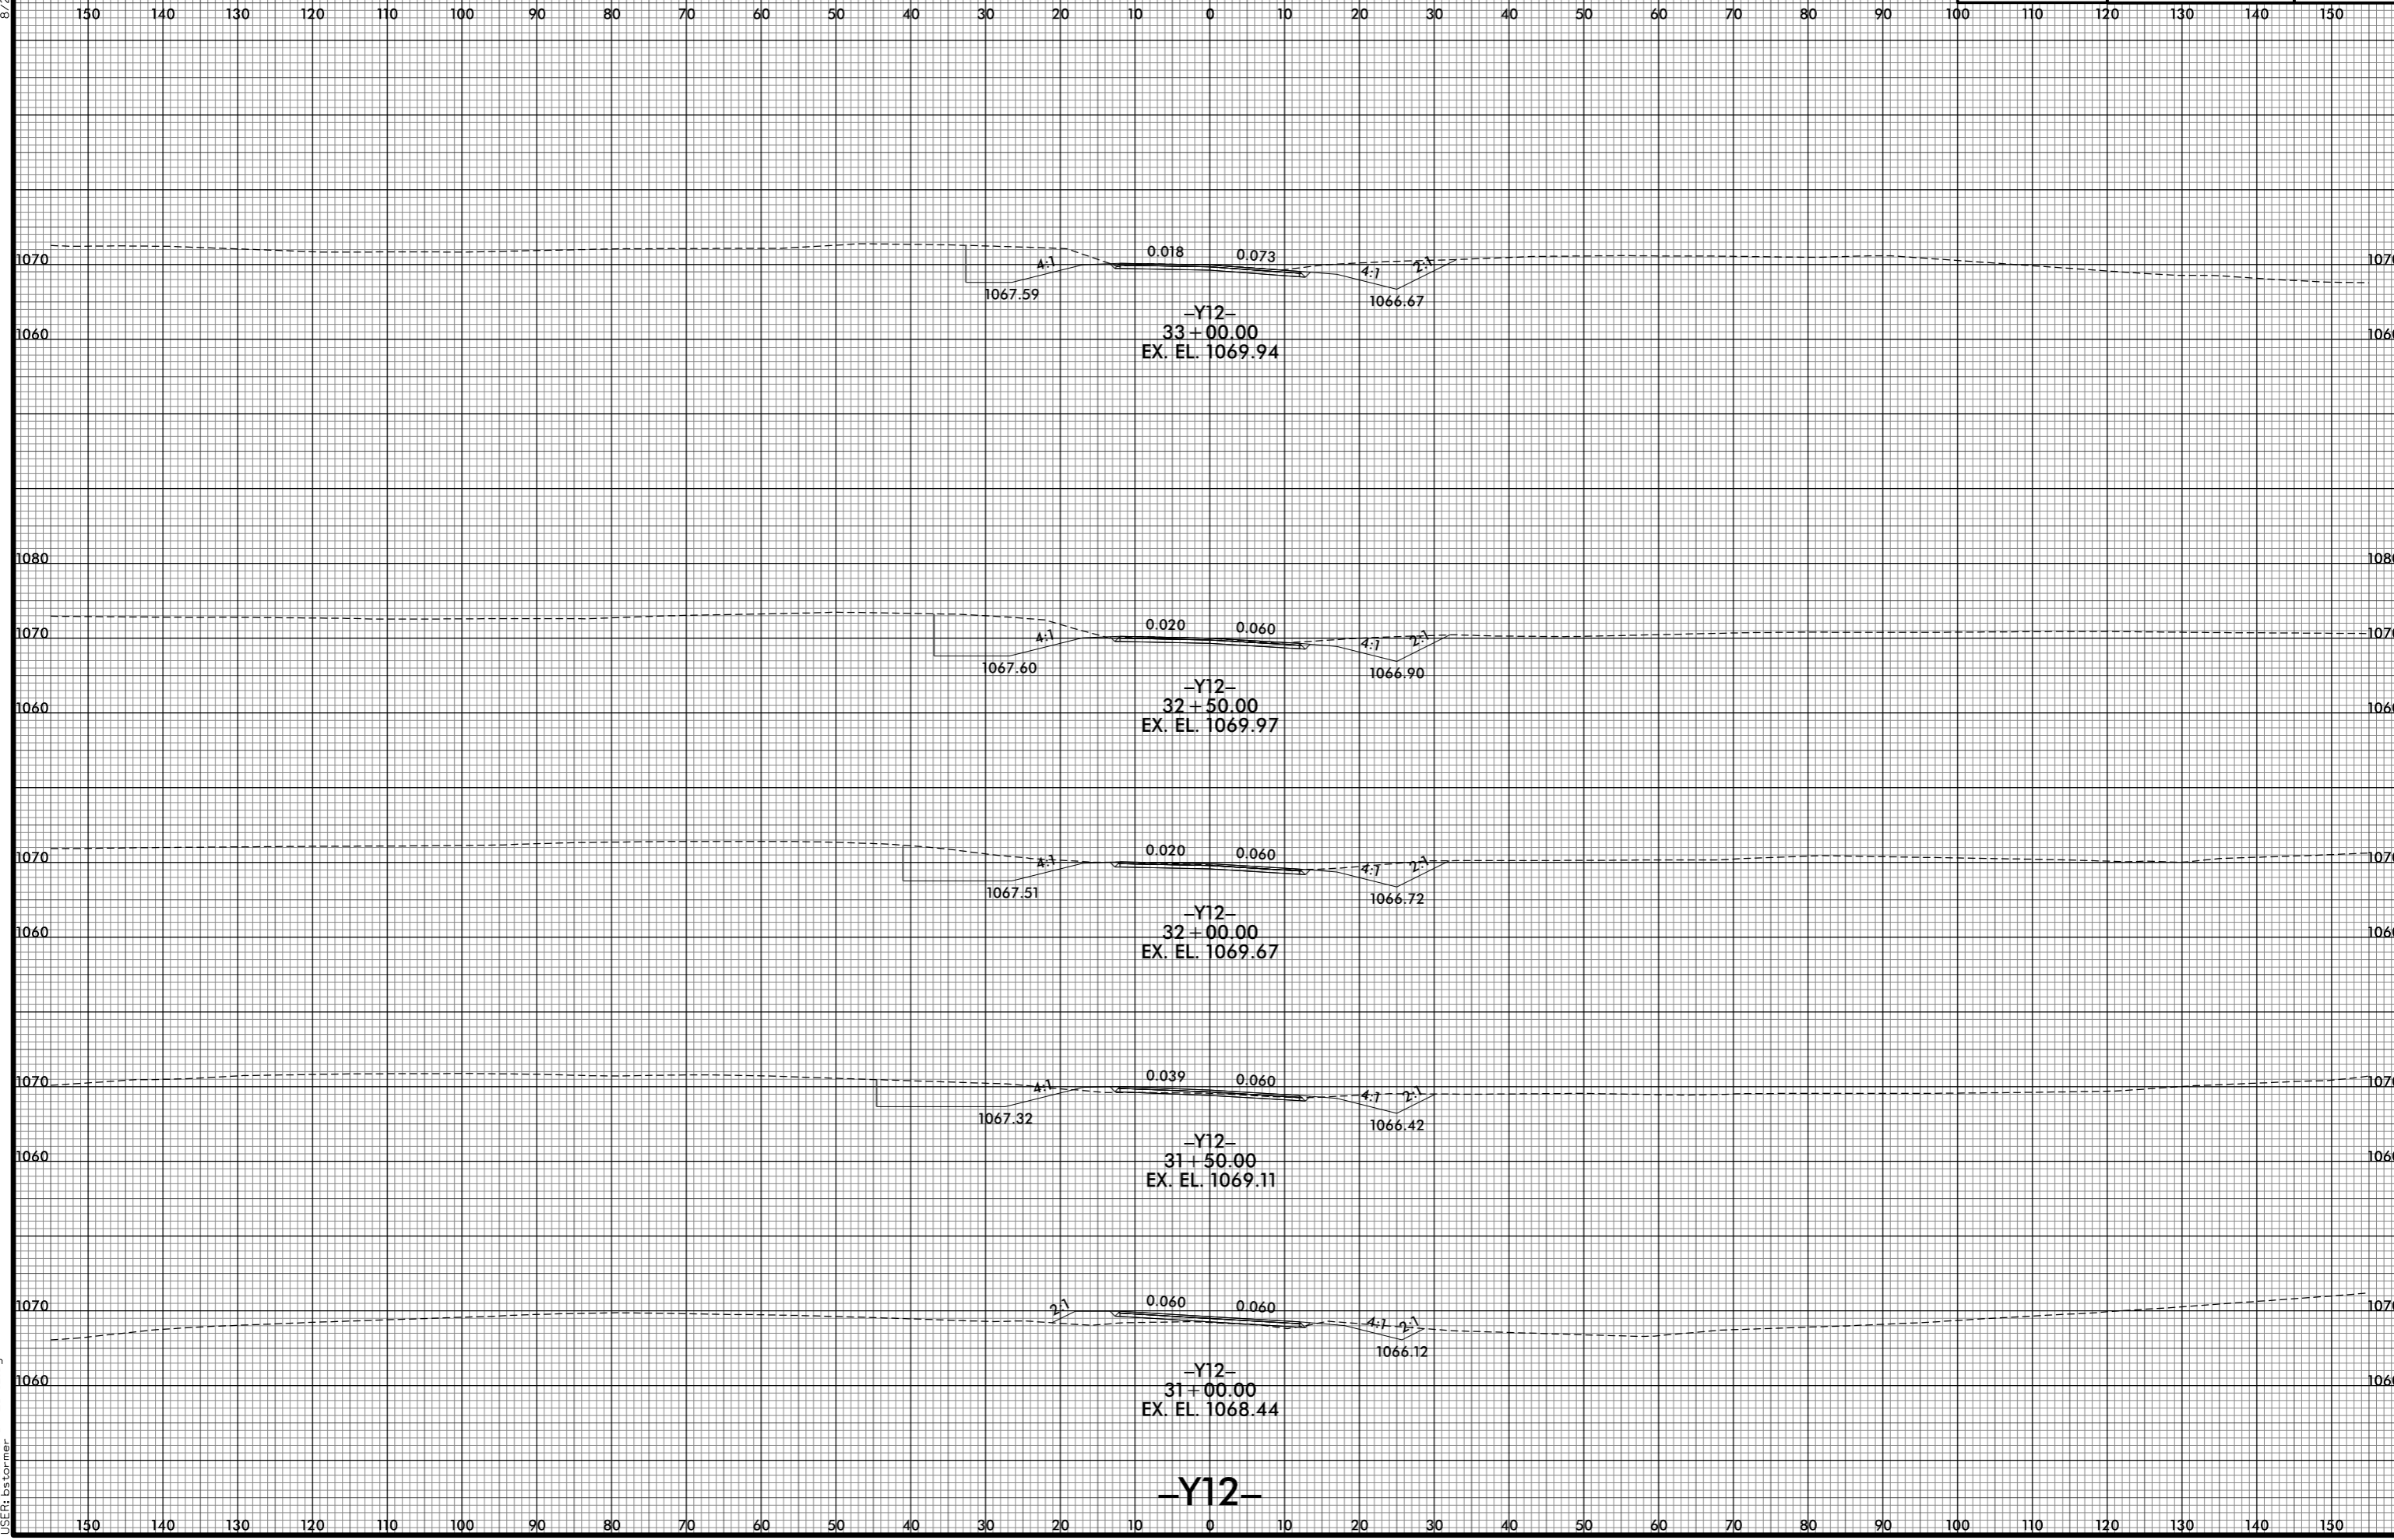 150 140 130 120 110 100 90 80 70 60 50 40 30 20 10 0 10 20 30 40 50 60 70 80 90 100 110 120 130 140 150
0.018 0.073
1070 4:1 4:1 2:1
1067.59 1066.67
–Y12–
1060 33+00.00
EX. EL. 1069.94
1080 1080
0.020 0.060
1070 4:1 4:1 2:1
1067.60 1066.90
–Y12–
1060 32+50.00
EX. EL. 1069.97
0.020 0.060
1070 4:1 4:1 2:1
1067.51 1066.72
–Y12–
1060 32+00.00
EX. EL. 1069.67
0.039 0.060
1070 4:1 4:1 2:1
1067.32 1066.42
–Y12–
1060 31+50.00
EX. EL. 1069.11
0.060 0.060
1070 2:1 4:1 2:1
1066.12
–Y12–
1060 31+00.00
EX. EL. 1068.44
–Y12–
150 140 130 120 110 100 90 80 70 60 50 40 30 20 10 0 10 20 30 40 50 60 70 80 90 100 110 120 130 140 150
USER: bstormer